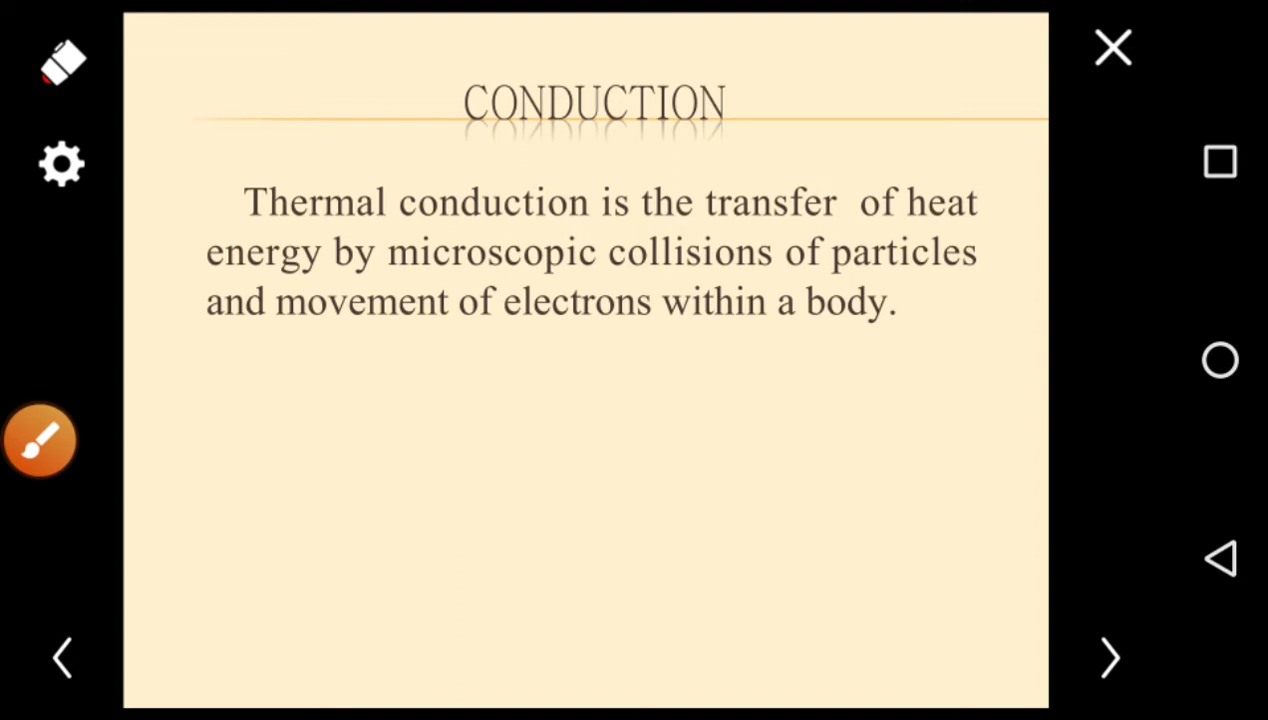 CONDUCTION
Thermal conduction is the transfer of heat
energy by microscopic collisions of particles
and movement of electrons within a body.